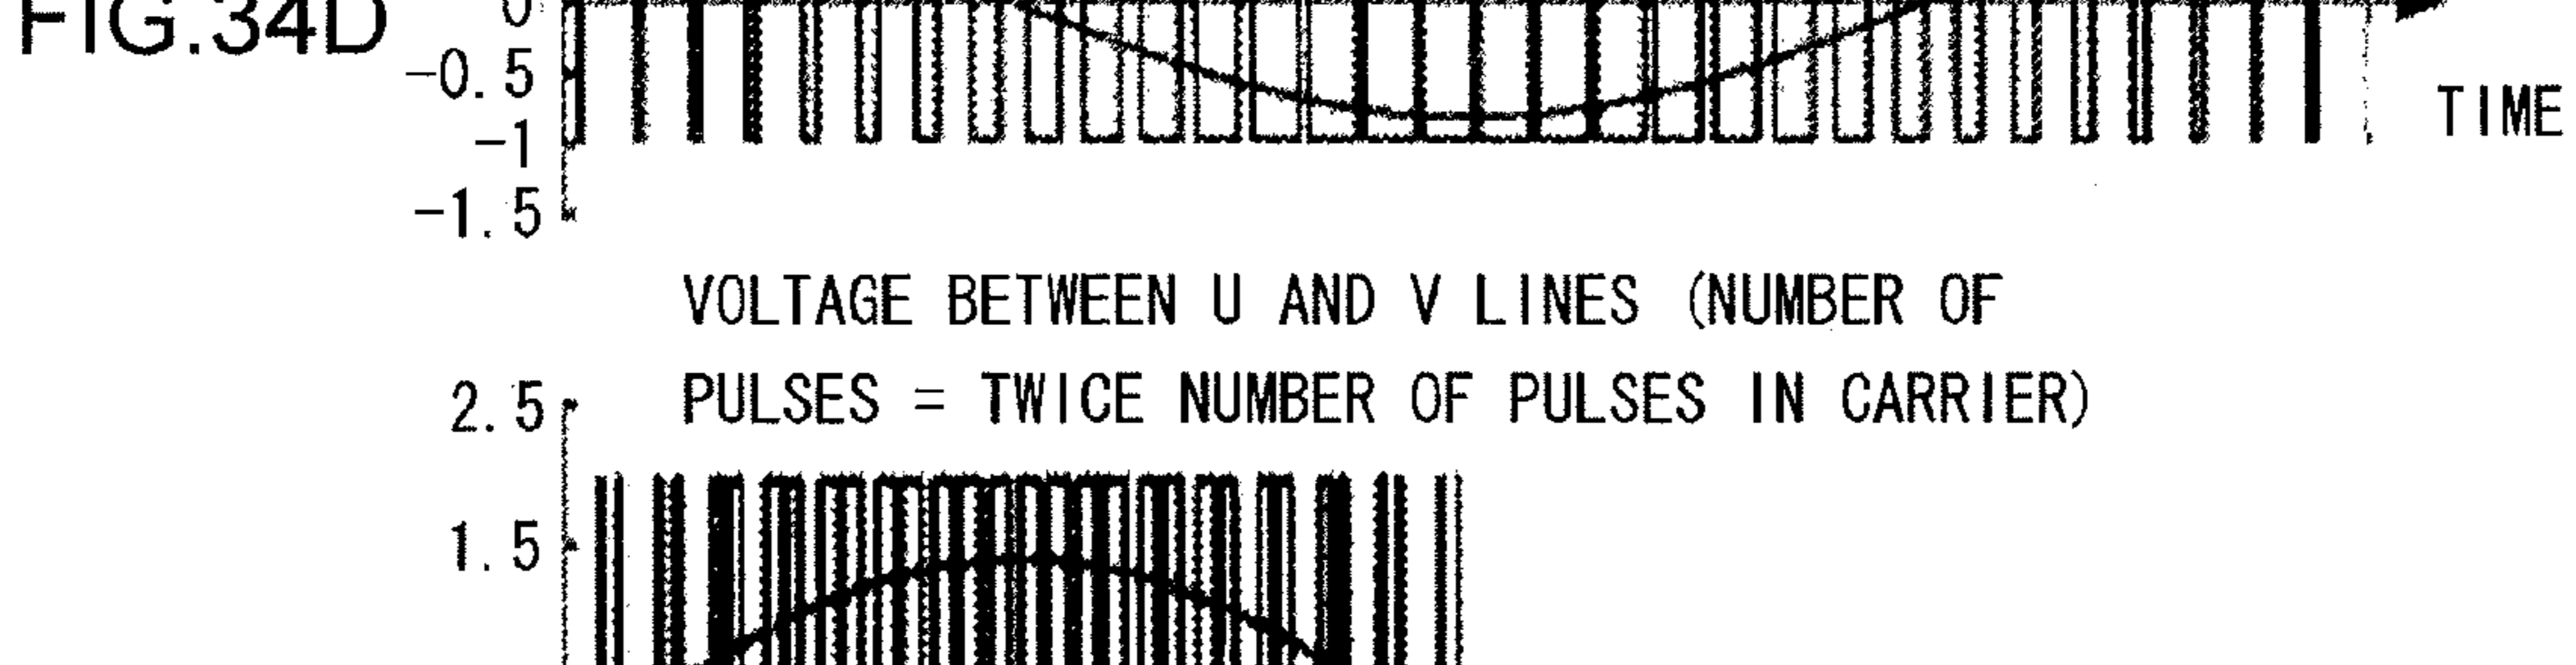 FIG.34D
0
-0.5
-1
-1.5
TIME
VOLTAGE BETWEEN U AND V LINES (NUMBER OF
PULSES = TWICE NUMBER OF PULSES IN CARRIER)
2.5
1.5